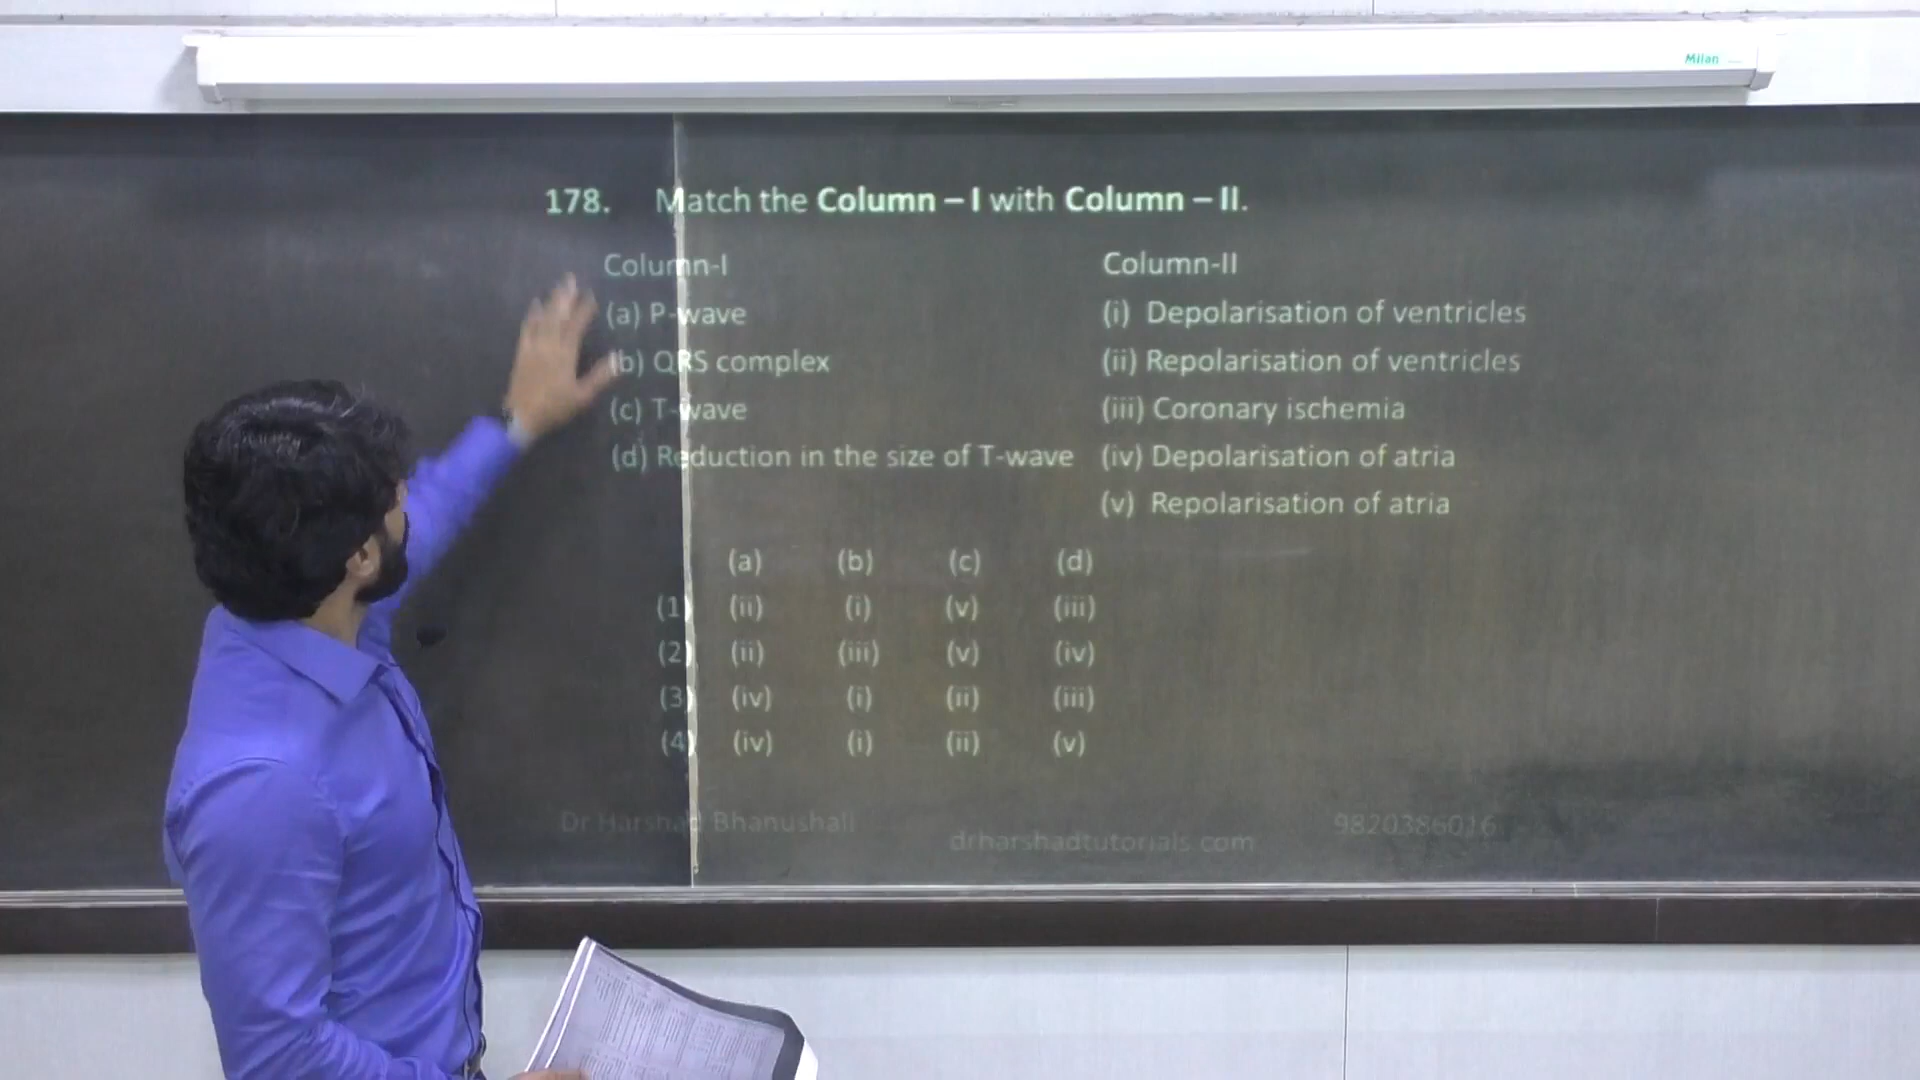 Milan
178. Match the Column – I with Column – II.
Column-I Column-II
(a) P-wave (i) Depolarisation of ventricles
(b) QRS complex (ii) Repolarisation of ventricles
(c) T-wave (iii) Coronary ischemia
(d) Reduction in the size of T-wave (iv) Depolarisation of atria
(v) Repolarisation of atria
(a) (b) (c) (d)
(1) (ii) (i) (v) (iii)
(2) (ii) (iii) (v) (iv)
(3) (iv) (i) (ii) (iii)
(4) (iv) (i) (ii) (v)
Dr Harshad Bhanushali drharshadtutorials.com 9820386016